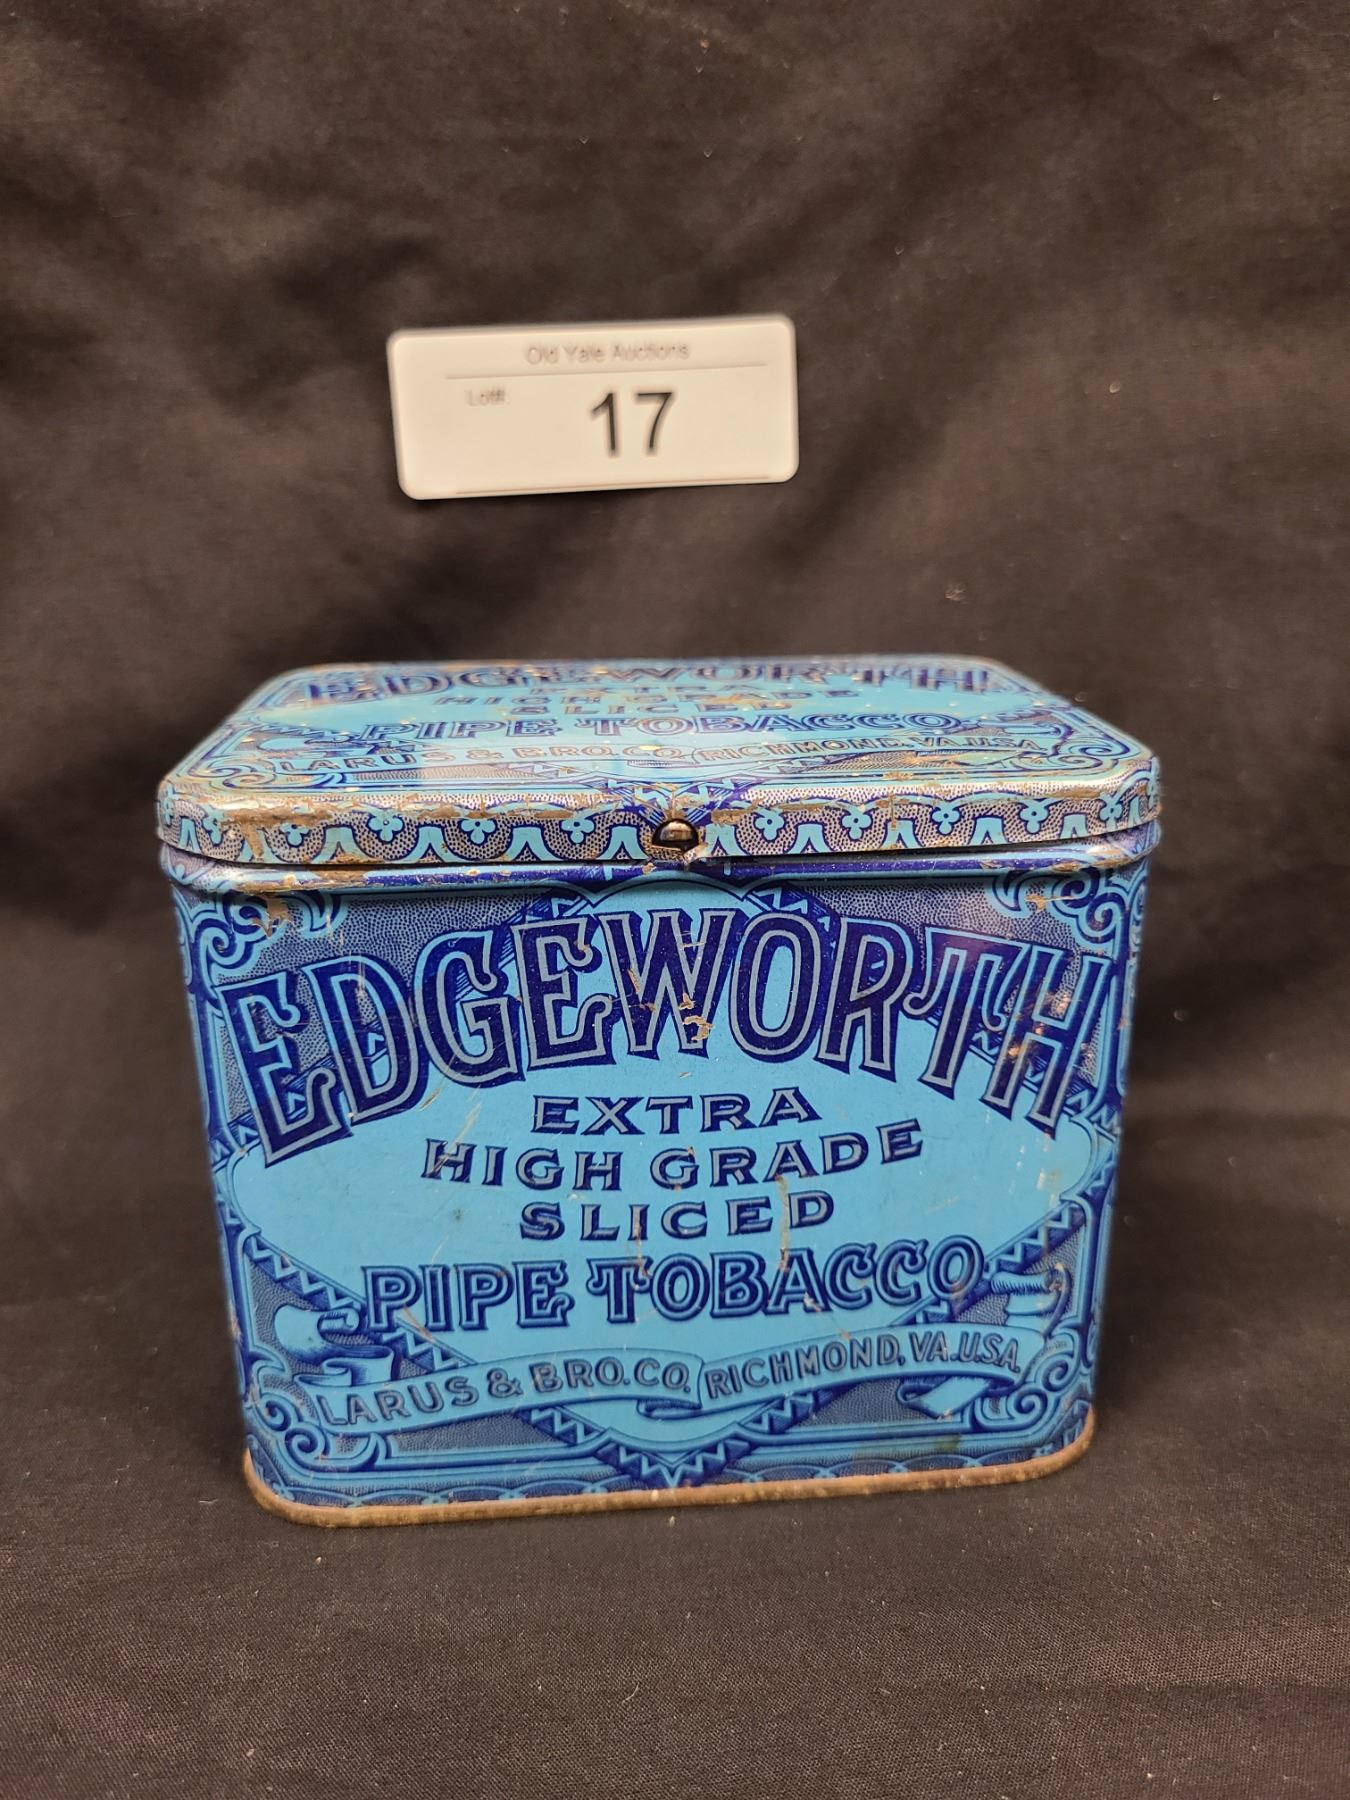 Old Yale Auctions
Lot#:
17
EDGEWORTH
EXTRA
HIGH GRADE
SLICED
PIPE TOBACCO
LARUS & BRO. CO. RICHMOND, VA. U.S.A.
EDGEWORTH
EXTRA
HIGH GRADE
SLICED
PIPE TOBACCO
LARUS & BRO. CO. RICHMOND, VA. U.S.A.